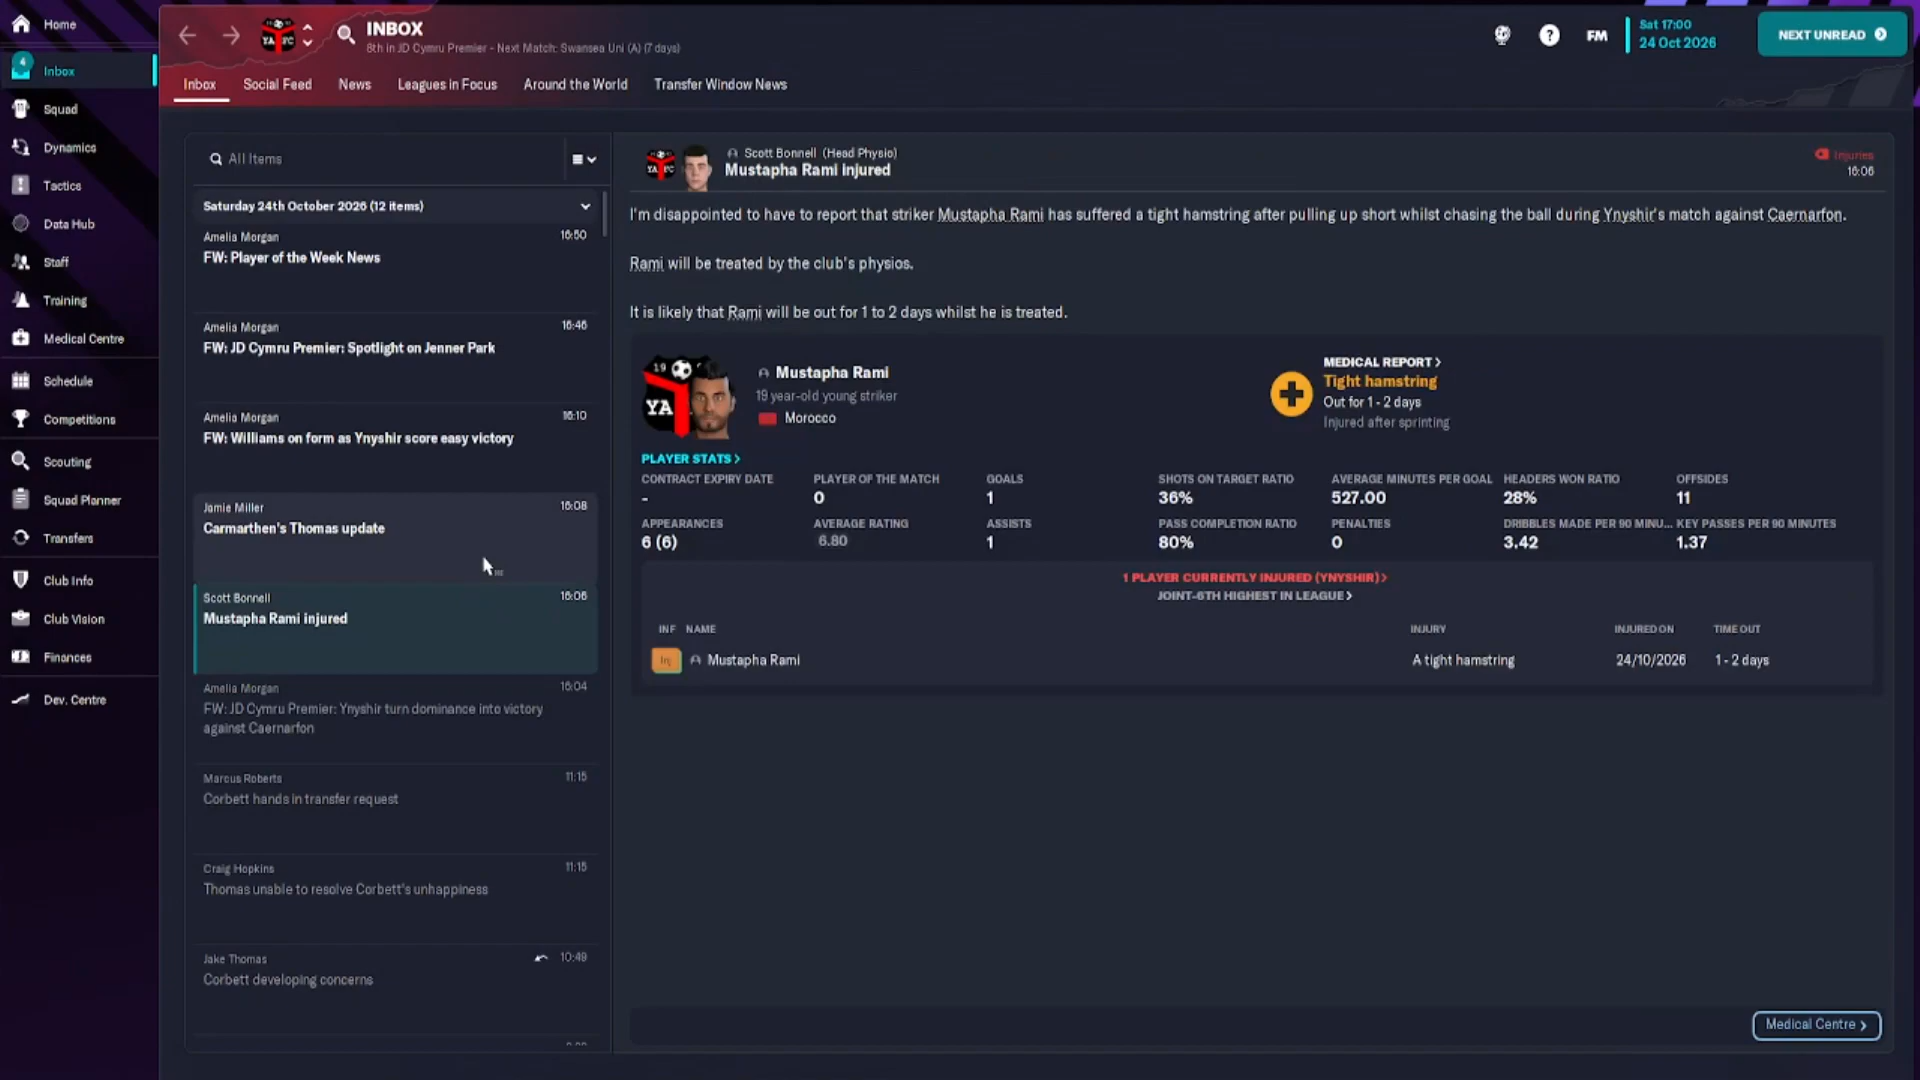 Home
Inbox
4
Squad
Dynamics
Tactics
Data Hub
Staff
Training
Medical Centre
Schedule
Competitions
Scouting
Squad Planner
Transfers
Club Info
Club Vision
Finances
Dev. Centre
INBOX
8th in JD Cymru Premier - Next Match: Swansea Uni (A) (7 days)
FM
Sat 17:00
24 Oct 2026
NEXT UNREAD
Inbox
Social Feed
News
Leagues in Focus
Around the World
Transfer Window News
All Items
Saturday 24th October 2026 (12 items)
Amelia Morgan
16:50
FW: Player of the Week News
Amelia Morgan
16:46
FW: JD Cymru Premier: Spotlight on Jenner Park
Amelia Morgan
16:10
FW: Williams on form as Ynyshir score easy victory
Jamie Miller
16:08
Carmarthen's Thomas update
Scott Bonnell
16:06
Mustapha Rami injured
Amelia Morgan
16:04
FW: JD Cymru Premier: Ynyshir turn dominance into victory
against Caernarfon
Marcus Roberts
11:15
Corbett hands in transfer request
Craig Hopkins
11:15
Thomas unable to resolve Corbett's unhappiness
Jake Thomas
10:49
Corbett developing concerns
Scott Bonnell (Head Physio)
Mustapha Rami injured
Injuries
16:06
I'm disappointed to have to report that striker Mustapha Rami has suffered a tight hamstring after pulling up short whilst chasing the ball during Ynyshir's match against Caernarfon.
Rami will be treated by the club's physios.
It is likely that Rami will be out for 1 to 2 days whilst he is treated.
19
YA
Mustapha Rami
19 year-old young striker
Morocco
MEDICAL REPORT
Tight hamstring
Out for 1 - 2 days
Injured after sprinting
PLAYER STATS
CONTRACT EXPIRY DATE
PLAYER OF THE MATCH
GOALS
SHOTS ON TARGET RATIO
AVERAGE MINUTES PER GOAL
HEADERS WON RATIO
OFFSIDES
-
0
1
36%
527.00
28%
11
APPEARANCES
AVERAGE RATING
ASSISTS
PASS COMPLETION RATIO
PENALTIES
DRIBBLES MADE PER 90 MINU...
KEY PASSES PER 90 MINUTES
6 (6)
6.80
1
80%
0
3.42
1.37
1 PLAYER CURRENTLY INJURED (YNYSHIR)
JOINT-6TH HIGHEST IN LEAGUE
INF
NAME
INJURY
INJURED ON
TIME OUT
Inj
Mustapha Rami
A tight hamstring
24/10/2026
1 - 2 days
Medical Centre